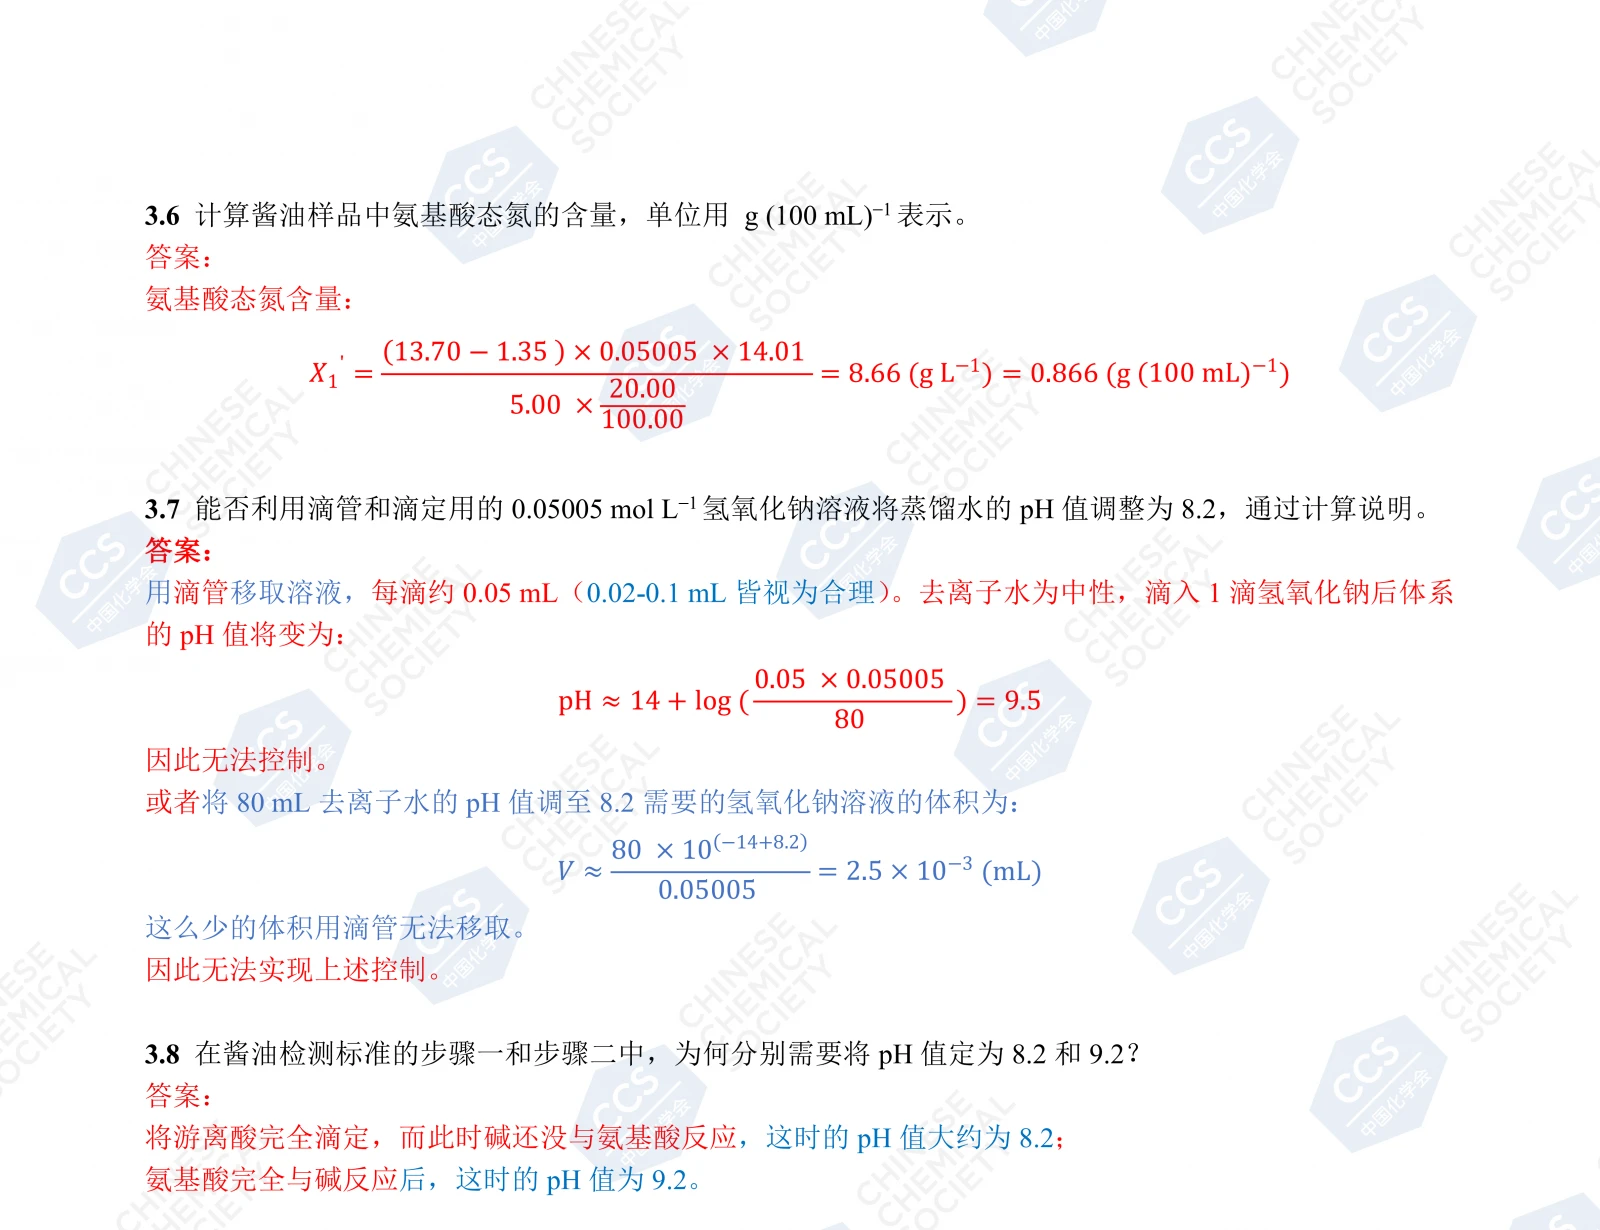 3.6 计算酱油样品中氨基酸态氮的含量，单位用 g (100 mL)⁻¹ 表示。
答案：
氨基酸态氮含量：
X₁' = ((13.70 − 1.35 ) × 0.05005 × 14.01) / (5.00 × 20.00/100.00) = 8.66 (g L⁻¹) = 0.866 (g (100 mL)⁻¹)
3.7 能否利用滴管和滴定用的 0.05005 mol L⁻¹ 氢氧化钠溶液将蒸馏水的 pH 值调整为 8.2，通过计算说明。
答案：
用滴管移取溶液，每滴约 0.05 mL（0.02-0.1 mL 皆视为合理）。去离子水为中性，滴入 1 滴氢氧化钠后体系
的 pH 值将变为：
pH ≈ 14 + log ( (0.05 × 0.05005) / 80 ) = 9.5
因此无法控制。
或者将 80 mL 去离子水的 pH 值调至 8.2 需要的氢氧化钠溶液的体积为：
V ≈ (80 × 10^(−14+8.2)) / 0.05005 = 2.5 × 10⁻³ (mL)
这么少的体积用滴管无法移取。
因此无法实现上述控制。
3.8 在酱油检测标准的步骤一和步骤二中，为何分别需要将 pH 值定为 8.2 和 9.2？
答案：
将游离酸完全滴定，而此时碱还没与氨基酸反应，这时的 pH 值大约为 8.2；
氨基酸完全与碱反应后，这时的 pH 值为 9.2。
CCS
中国化学会
CHINESE
CHEMICAL
SOCIETY